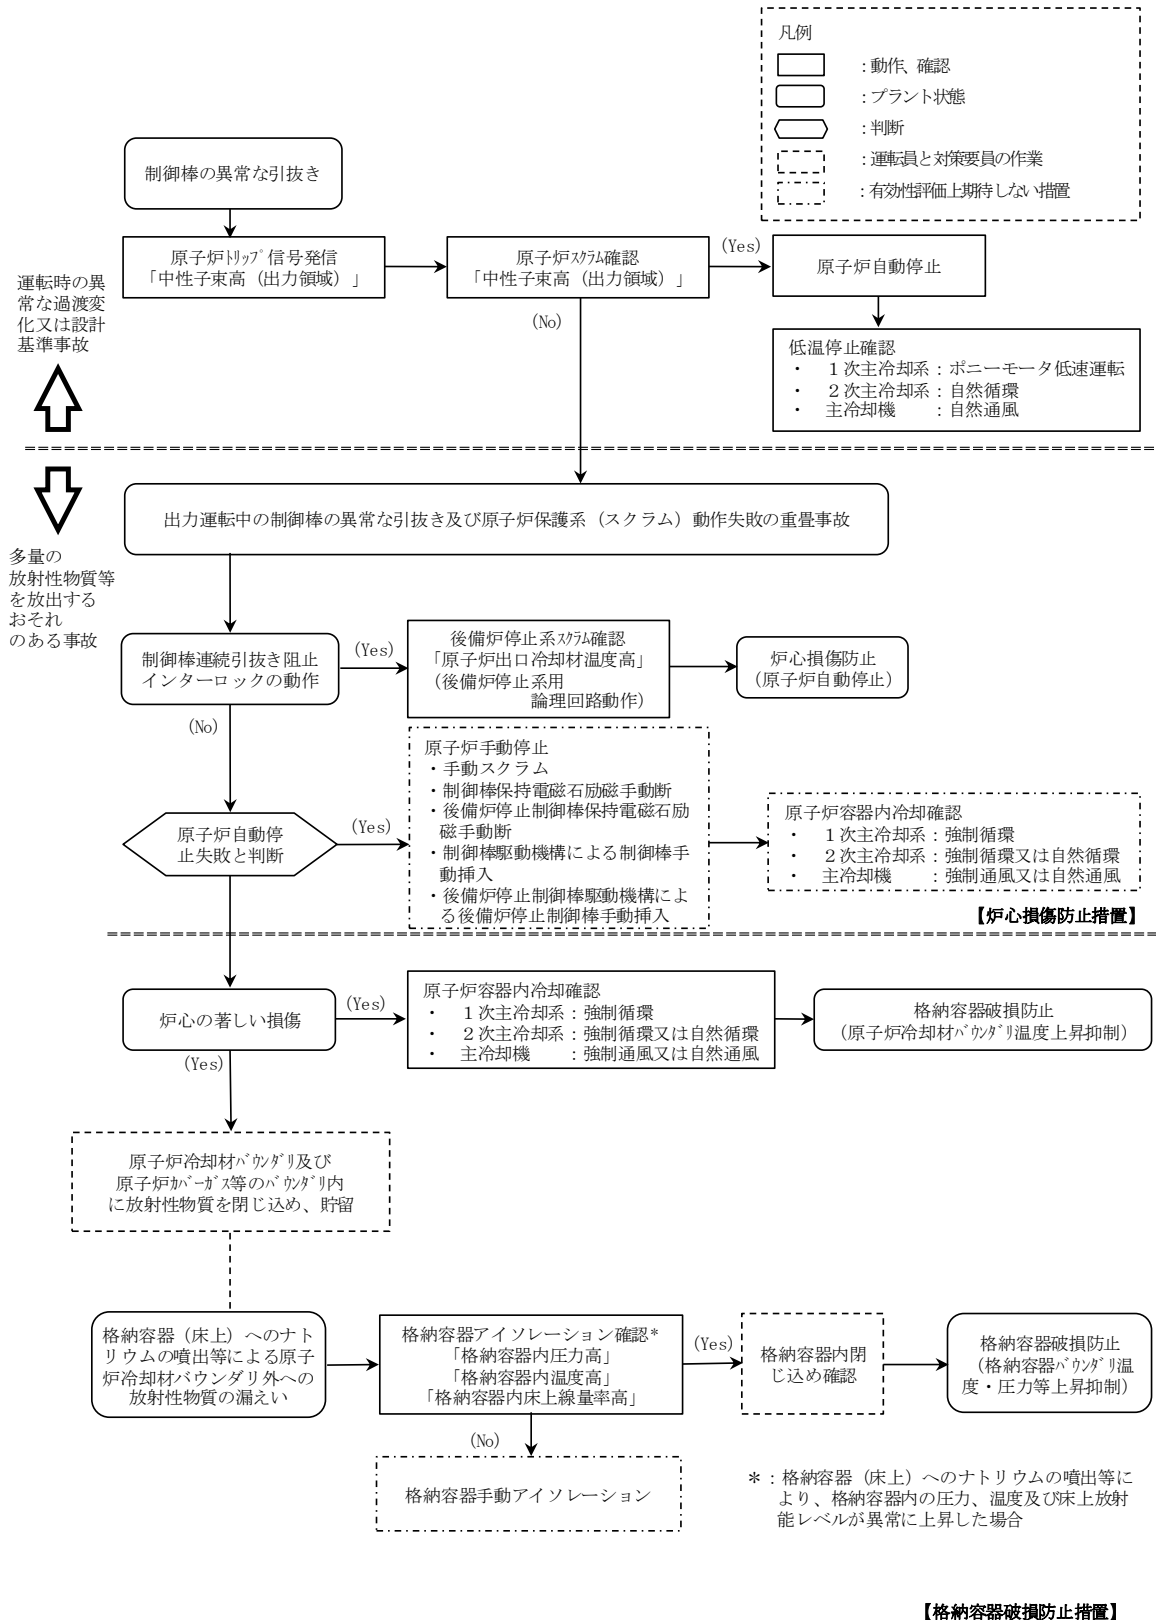 凡例
：動作、確認
：プラント状態
：判断
：運転員と対策要員の作業
：有効性評価上期待しない措置
制御棒の異常な引抜き
原子炉ﾄﾘｯﾌﾟ信号発信
「中性子束高（出力領域）」
原子炉ｽｸﾗﾑ確認
「中性子束高（出力領域）」
(Yes)
原子炉自動停止
(No)
低温停止確認
・　１次主冷却系：ポニーモータ低速運転
・　２次主冷却系：自然循環
・　主冷却機　　：自然通風
運転時の異
常な過渡変
化又は設計
基準事故
多量の
放射性物質等
を放出する
おそれ
のある事故
出力運転中の制御棒の異常な引抜き及び原子炉保護系（スクラム）動作失敗の重畳事故
制御棒連続引抜き阻止
インターロックの動作
(Yes)
後備炉停止系ｽｸﾗﾑ確認
「原子炉出口冷却材温度高」
（後備炉停止系用
論理回路動作）
炉心損傷防止
（原子炉自動停止）
(No)
原子炉自動停
止失敗と判断
(Yes)
原子炉手動停止
・手動スクラム
・制御棒保持電磁石励磁手動断
・後備炉停止制御棒保持電磁石励
磁手動断
・制御棒駆動機構による制御棒手
動挿入
・後備炉停止制御棒駆動機構によ
る後備炉停止制御棒手動挿入
原子炉容器内冷却確認
・　１次主冷却系：強制循環
・　２次主冷却系：強制循環又は自然循環
・　主冷却機　　：強制通風又は自然通風
【炉心損傷防止措置】
炉心の著しい損傷
(Yes)
原子炉容器内冷却確認
・　１次主冷却系：強制循環
・　２次主冷却系：強制循環又は自然循環
・　主冷却機　　：強制通風又は自然通風
格納容器破損防止
（原子炉冷却材ﾊﾞｳﾝﾀﾞﾘ温度上昇抑制）
(Yes)
原子炉冷却材ﾊﾞｳﾝﾀﾞﾘ及び
原子炉ｶﾊﾞｰｶﾞｽ等のﾊﾞｳﾝﾀﾞﾘ内
に放射性物質を閉じ込め、貯留
格納容器（床上）へのナト
リウムの噴出等による原子
炉冷却材バウンダリ外への
放射性物質の漏えい
格納容器アイソレーション確認*
「格納容器内圧力高」
「格納容器内温度高」
「格納容器内床上線量率高」
(Yes)
格納容器内閉
じ込め確認
格納容器破損防止
（格納容器ﾊﾞｳﾝﾀﾞﾘ温
度・圧力等上昇抑制）
(No)
格納容器手動アイソレーション
＊：格納容器（床上）へのナトリウムの噴出等に
より、格納容器内の圧力、温度及び床上放射
能レベルが異常に上昇した場合
【格納容器破損防止措置】